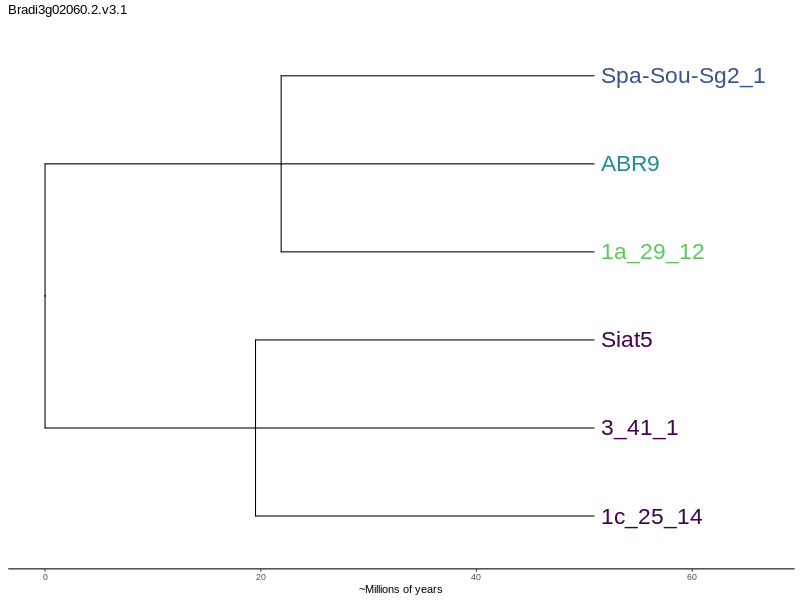 Bradi3g02060.2.v3.1
Spa-Sou-Sg2_1
ABR9
1a_29_12
Siat5
3_41_1
1c_25_14
0 20 40 60
~Millions of years